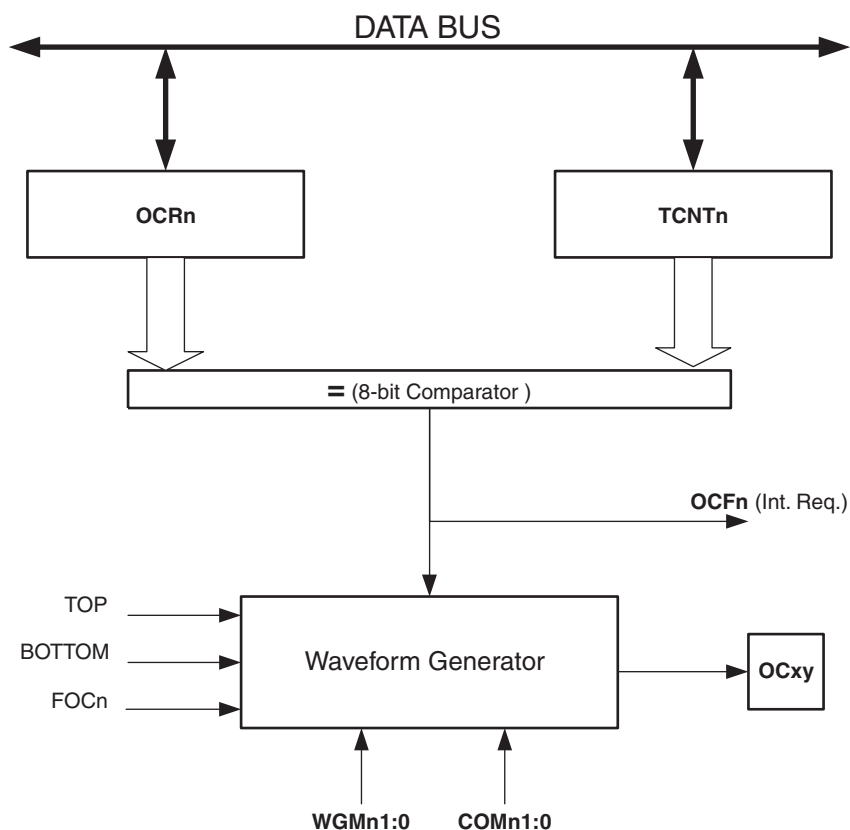 DATA BUS
OCRn
TCNTn
= (8-bit Comparator )
OCFn (Int. Req.)
TOP
BOTTOM
FOCn
Waveform Generator
OCxy
WGMn1:0
COMn1:0